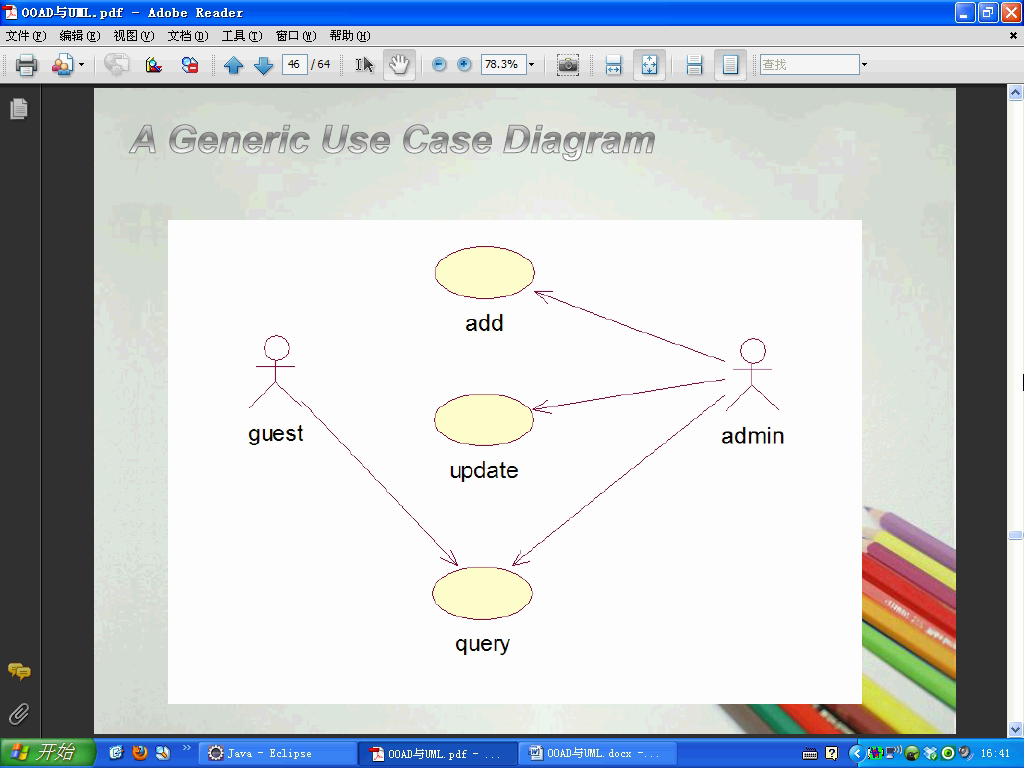 OOAD与UML.pdf - Adobe Reader
文件(F) 编辑(E) 视图(V) 文档(D) 工具(T) 窗口(W) 帮助(H)
46 / 64 78.3% 查找
A Generic Use Case Diagram
add
guest
admin
update
query
开始 Java - Eclipse OOAD与UML.pdf - ... OOAD与UML.docx -... 16:41